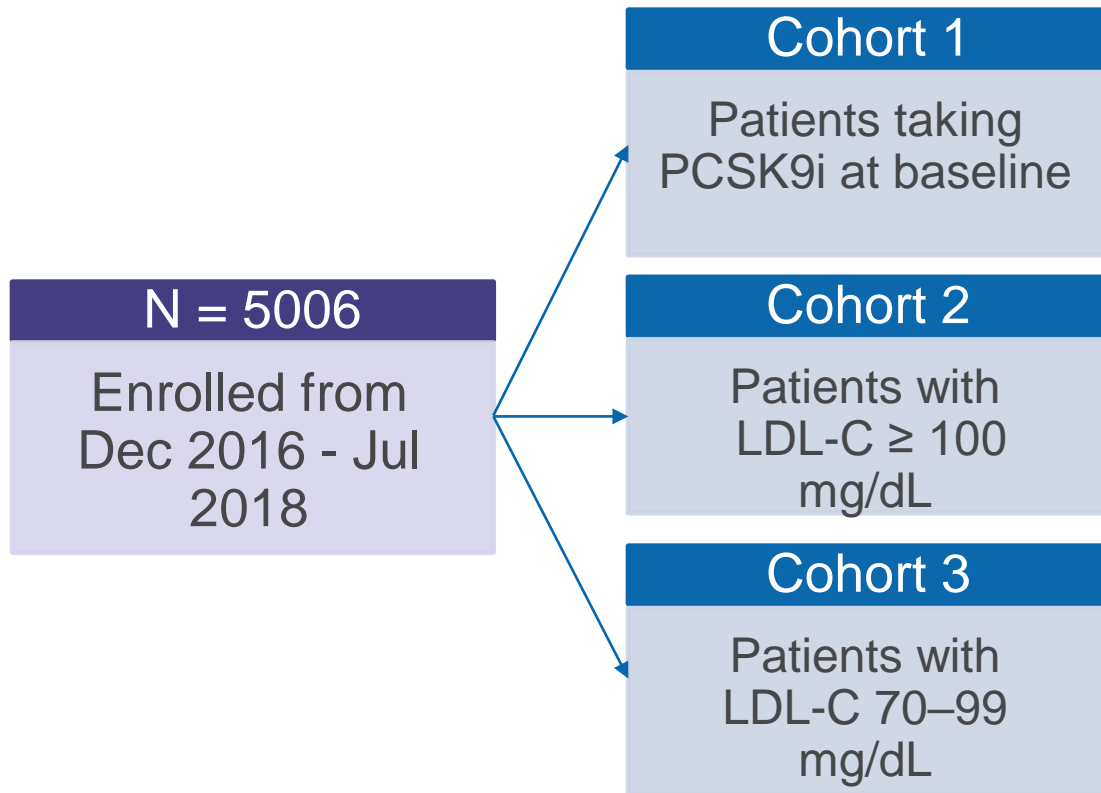 N = 5006
Enrolled from
Dec 2016 - Jul
2018
Cohort 1
Patients taking
PCSK9i at baseline
Cohort 2
Patients with
LDL-C ≥ 100
mg/dL
Cohort 3
Patients with
LDL-C 70–99
mg/dL